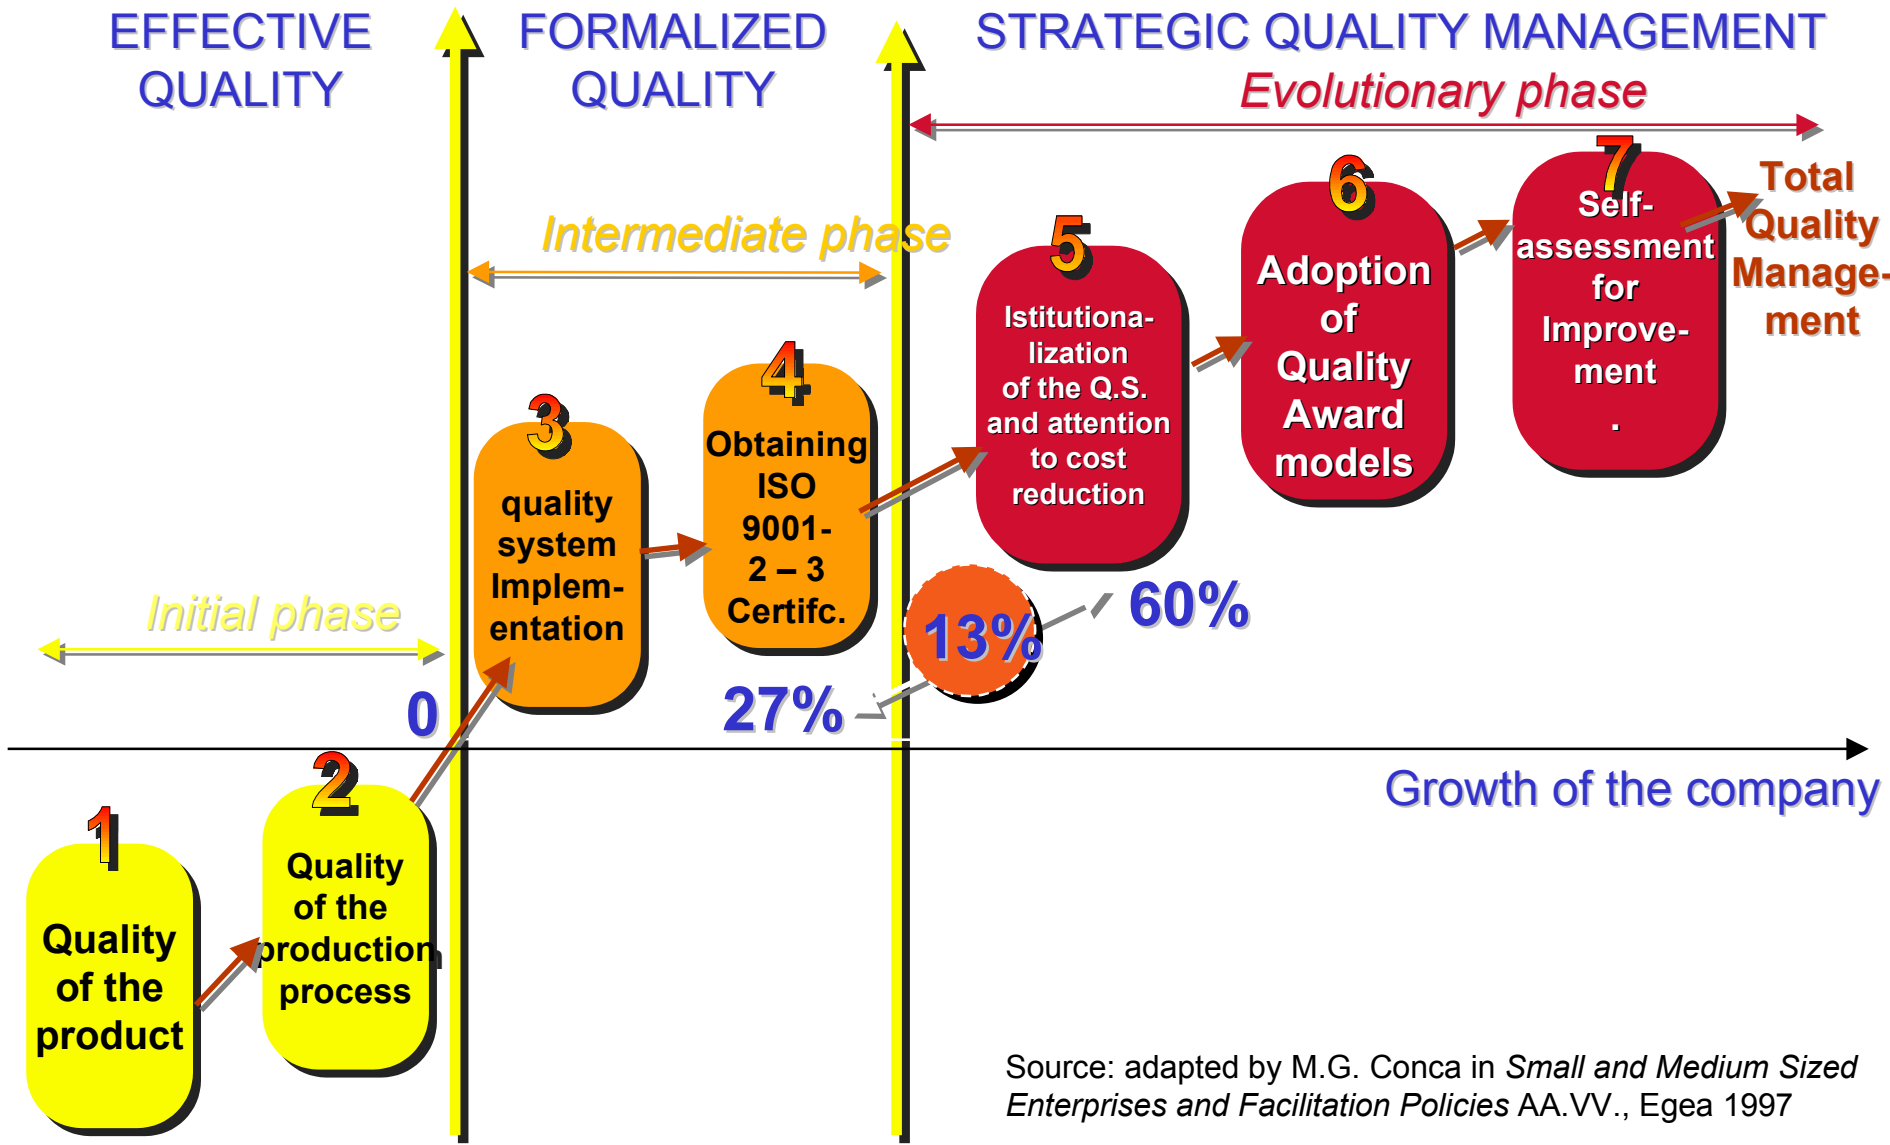 EFFECTIVE
QUALITY
FORMALIZED
QUALITY
STRATEGIC QUALITY MANAGEMENT
Evolutionary phase
Intermediate phase
Initial phase
1
Quality
of the
product
2
Quality
of the
production
process
3
quality
system
Implem-
entation
4
Obtaining
ISO
9001-
2 – 3
Certifc.
5
Istitutiona-
lization
of the Q.S.
and attention
to cost
reduction
6
Adoption
of
Quality
Award
models
7
Self-
assessment
for
Improve-
ment
.
Total
Quality
Manage-
ment
0
27%
13%
60%
Growth of the company
Source: adapted by M.G. Conca in Small and Medium Sized
Enterprises and Facilitation Policies AA.VV., Egea 1997